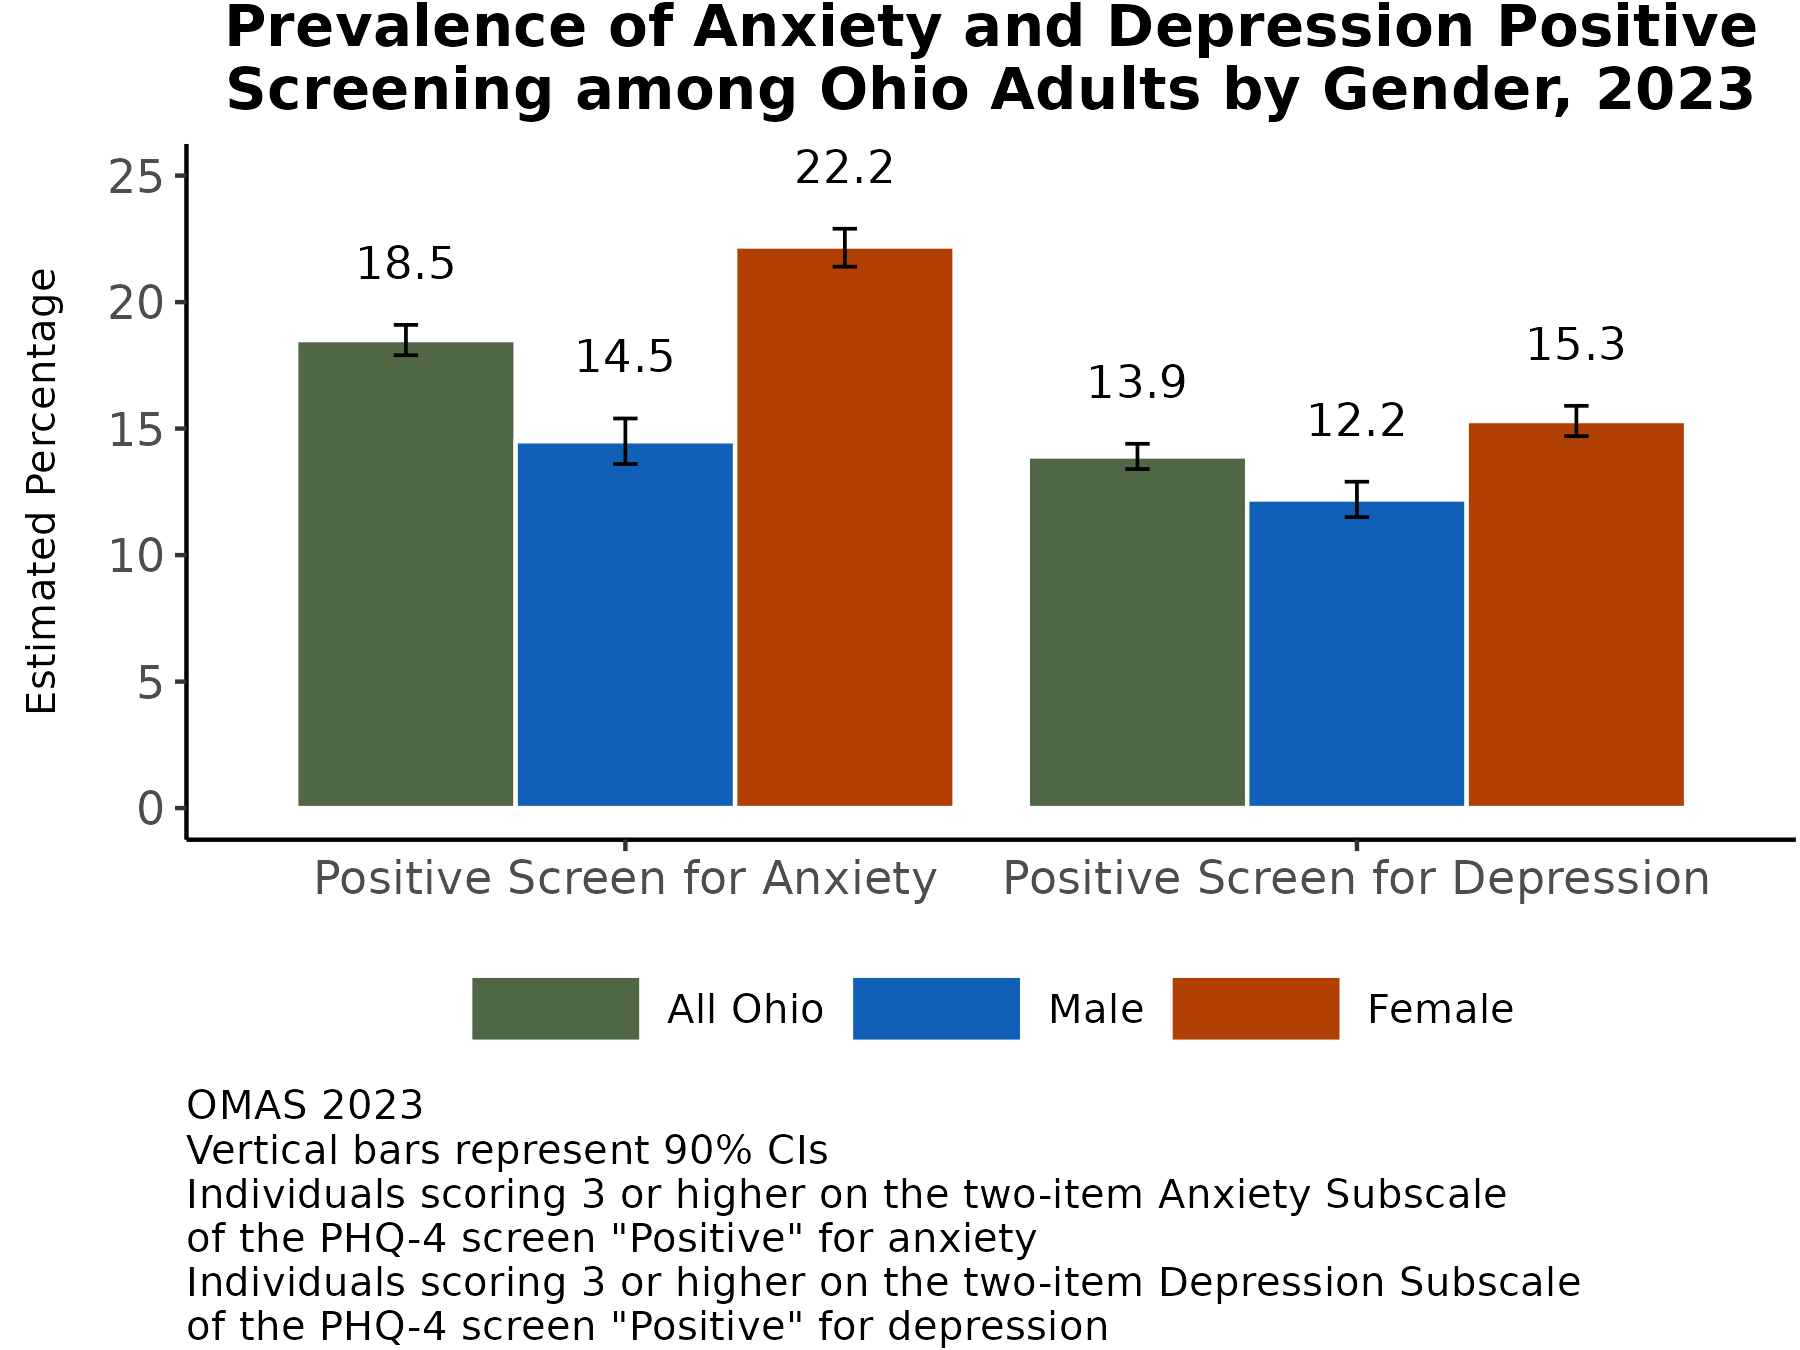 Prevalence of Anxiety and Depression Positive
Screening among Ohio Adults by Gender, 2023
Estimated Percentage
25
20
15
10
5
0
18.5
14.5
22.2
13.9
12.2
15.3
Positive Screen for Anxiety
Positive Screen for Depression
All Ohio
Male
Female
OMAS 2023
Vertical bars represent 90% CIs
Individuals scoring 3 or higher on the two-item Anxiety Subscale
of the PHQ-4 screen "Positive" for anxiety
Individuals scoring 3 or higher on the two-item Depression Subscale
of the PHQ-4 screen "Positive" for depression